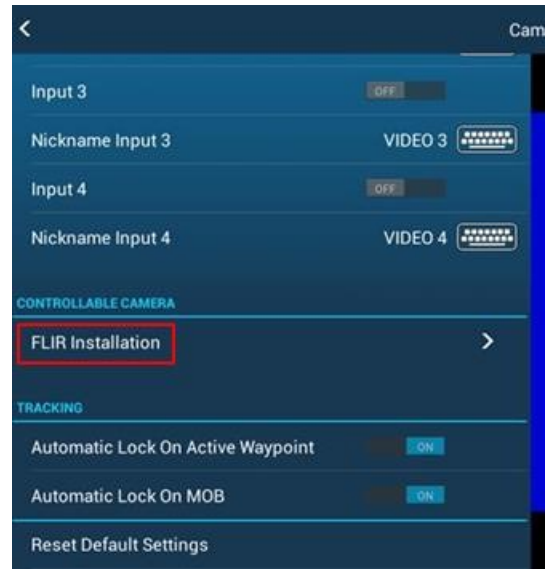 Cam
Input 3 OFF
Nickname Input 3 VIDEO 3
Input 4 OFF
Nickname Input 4 VIDEO 4
CONTROLLABLE CAMERA
FLIR Installation
TRACKING
Automatic Lock On Active Waypoint ON
Automatic Lock On MOB ON
Reset Default Settings